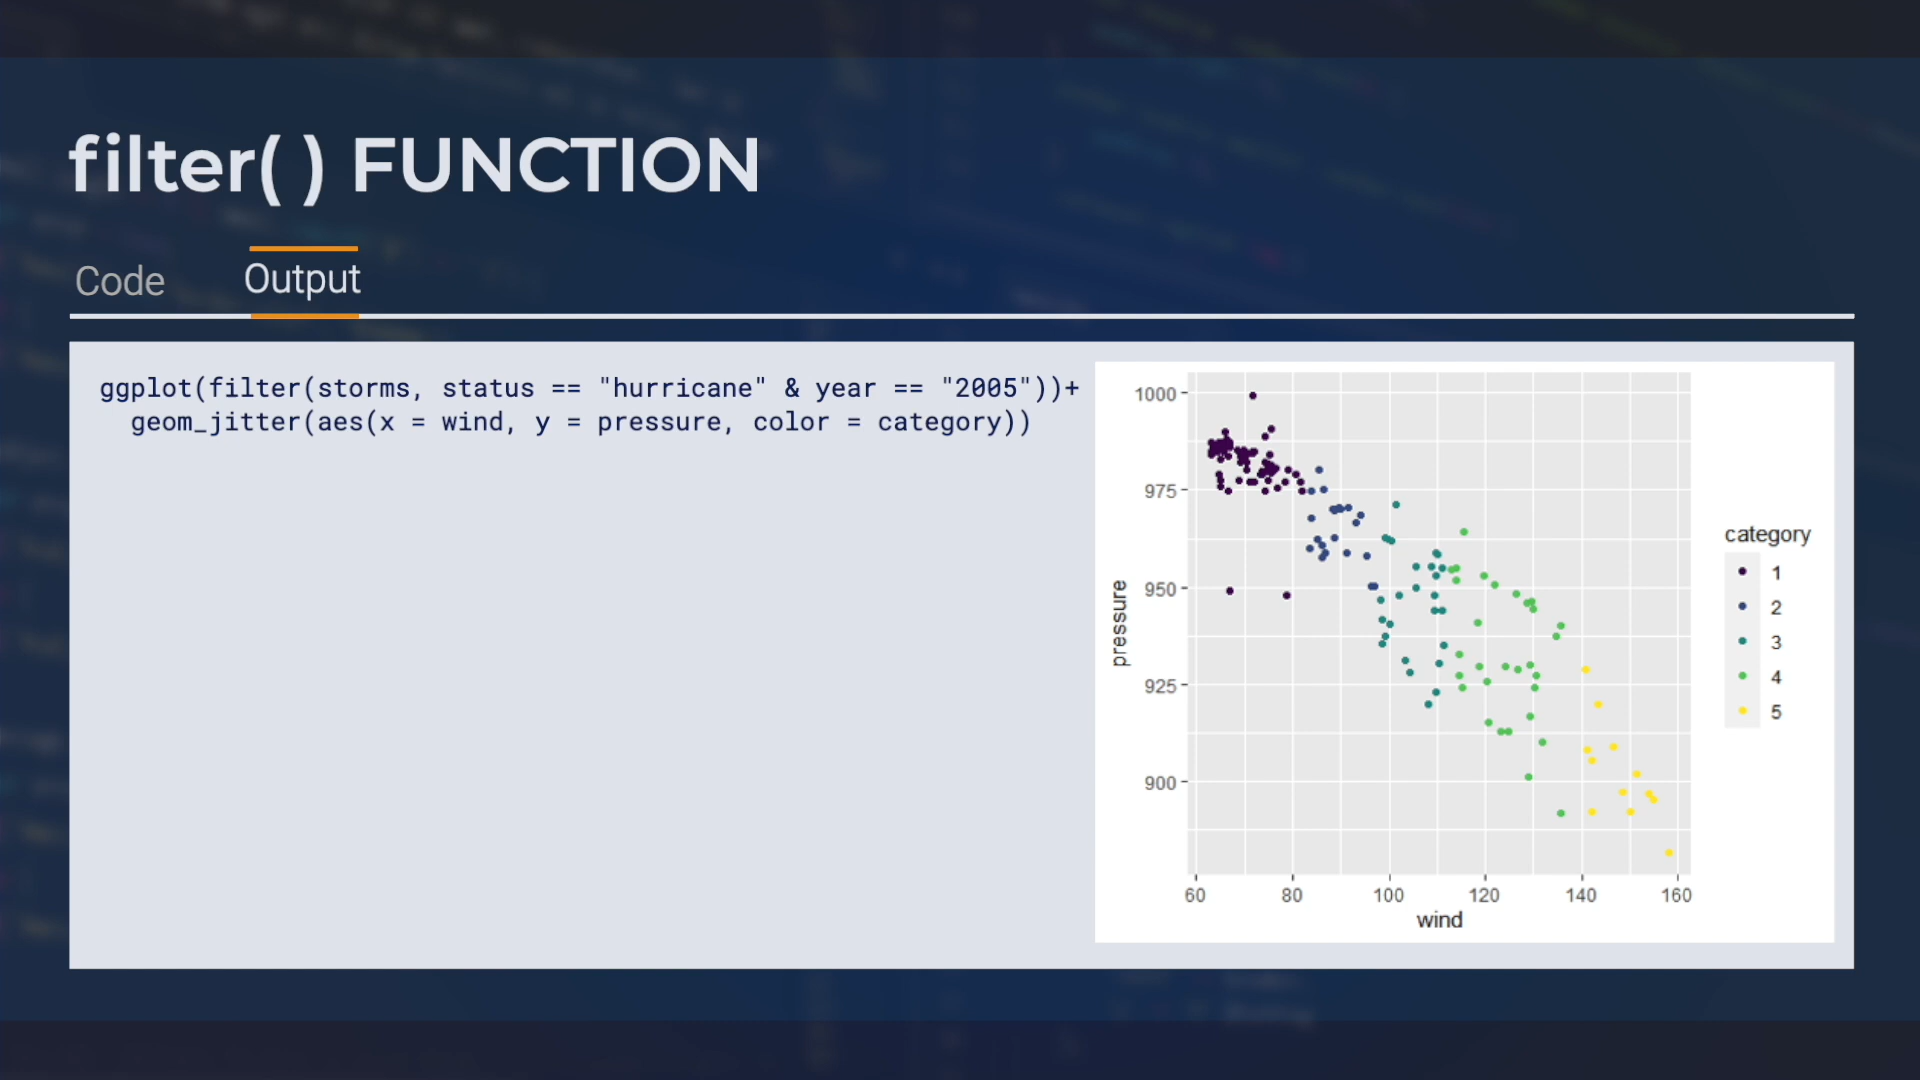 filter( ) FUNCTION
Code Output
ggplot(filter(storms, status == "hurricane" & year == "2005"))+
geom_jitter(aes(x = wind, y = pressure, color = category))
1000
975
950
925
900
pressure
60 80 100 120 140 160
wind
category
1
2
3
4
5